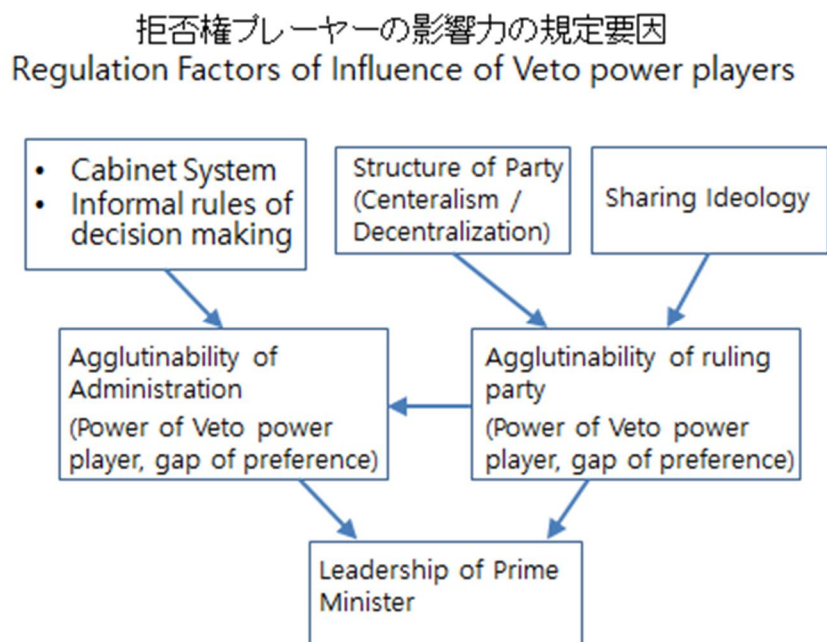 拒否権プレーヤーの影響力の規定要因
Regulation Factors of Influence of Veto power players
• Cabinet System
• Informal rules of
decision making
Structure of Party
(Centeralism /
Decentralization)
Sharing Ideology
Agglutinability of
Administration
(Power of Veto power
player, gap of preference)
Agglutinability of ruling
party
(Power of Veto power
player, gap of preference)
Leadership of Prime
Minister